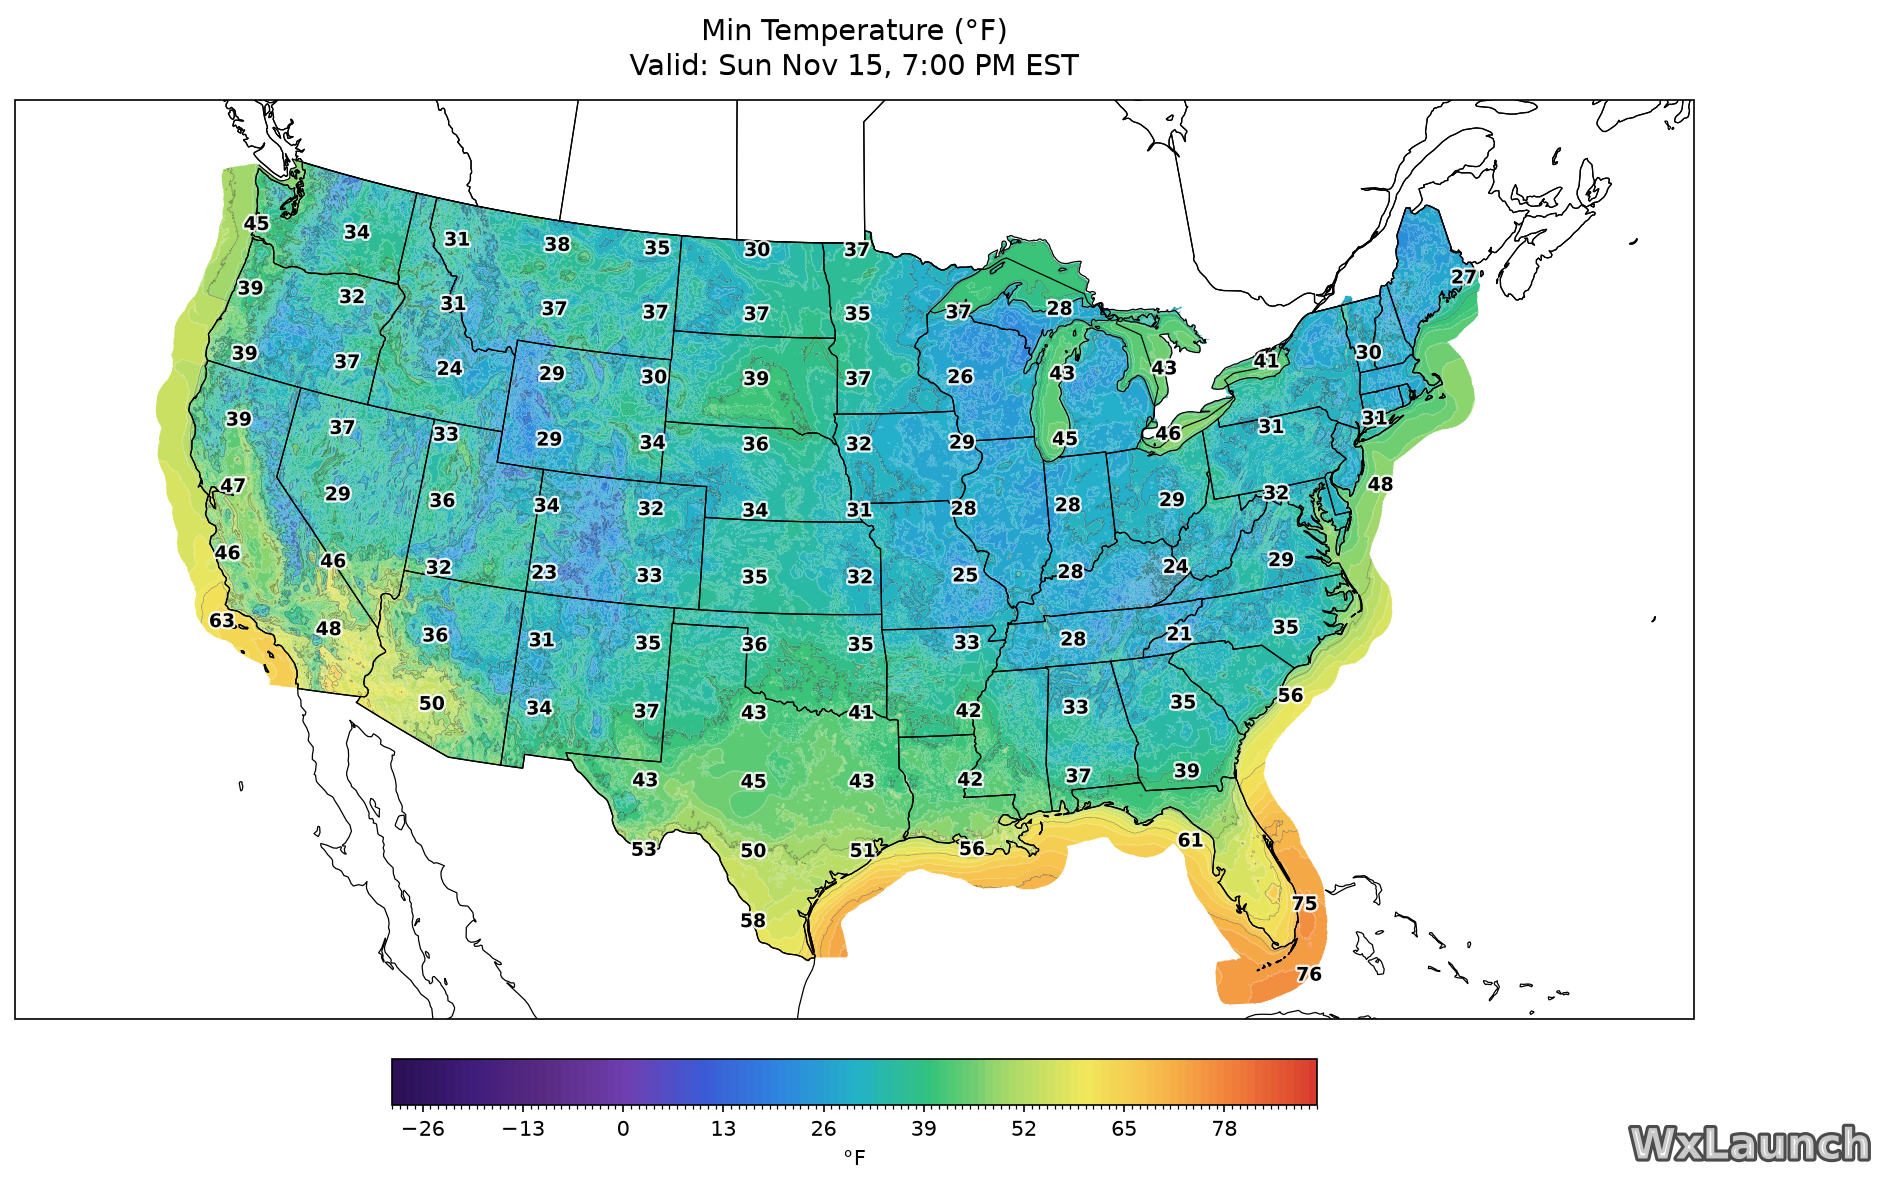 Min Temperature (°F)
Valid: Sun Nov 15, 7:00 PM EST
45 34 31 38 35 30 37
39 32 31 37 37 37 35 37 28 27
39 37 24 29 30 39 37 26 43 43 41 30
39 37 33 29 34 36 32 29 45 46 31 31
47 29 36 34 32 34 31 28 28 29 32 48
46 46 32 23 33 35 32 25 28 24 29
63 48 36 31 35 36 35 33 28 21 35
50 34 37 43 41 42 33 35 56
43 45 43 42 37 39
53 50 51 56 61
58 75
76
−26 −13 0 13 26 39 52 65 78
°F
WxLaunch